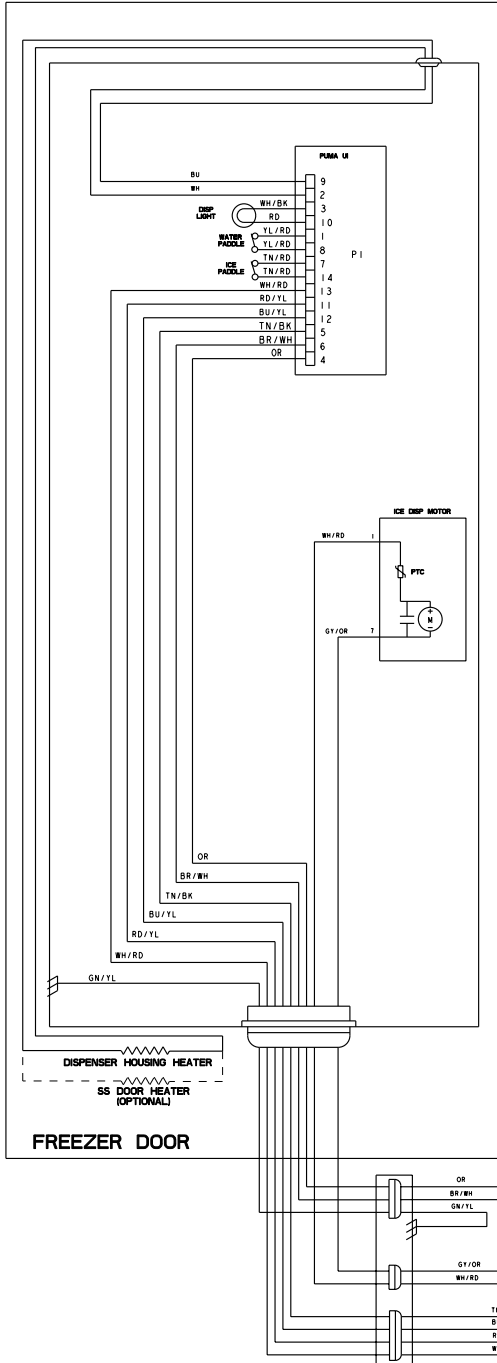 PUMA UI
BU
9
WH
2
DISP
LIGHT
WH/BK
3
RD
10
WATER
PADDLE
YL/RD
1
YL/RD
8
P1
ICE
PADDLE
TN/RD
7
TN/RD
14
WH/RD
13
RD/YL
11
BU/YL
12
TN/BK
5
BR/WH
6
OR
4
ICE DISP MOTOR
WH/RD
1
PTC
+
M
-
GY/OR
7
OR
BR/WH
TN/BK
BU/YL
RD/YL
WH/RD
GN/YL
DISPENSER HOUSING HEATER
SS DOOR HEATER
(OPTIONAL)
FREEZER DOOR
OR
BR/WH
GN/YL
GY/OR
WH/RD